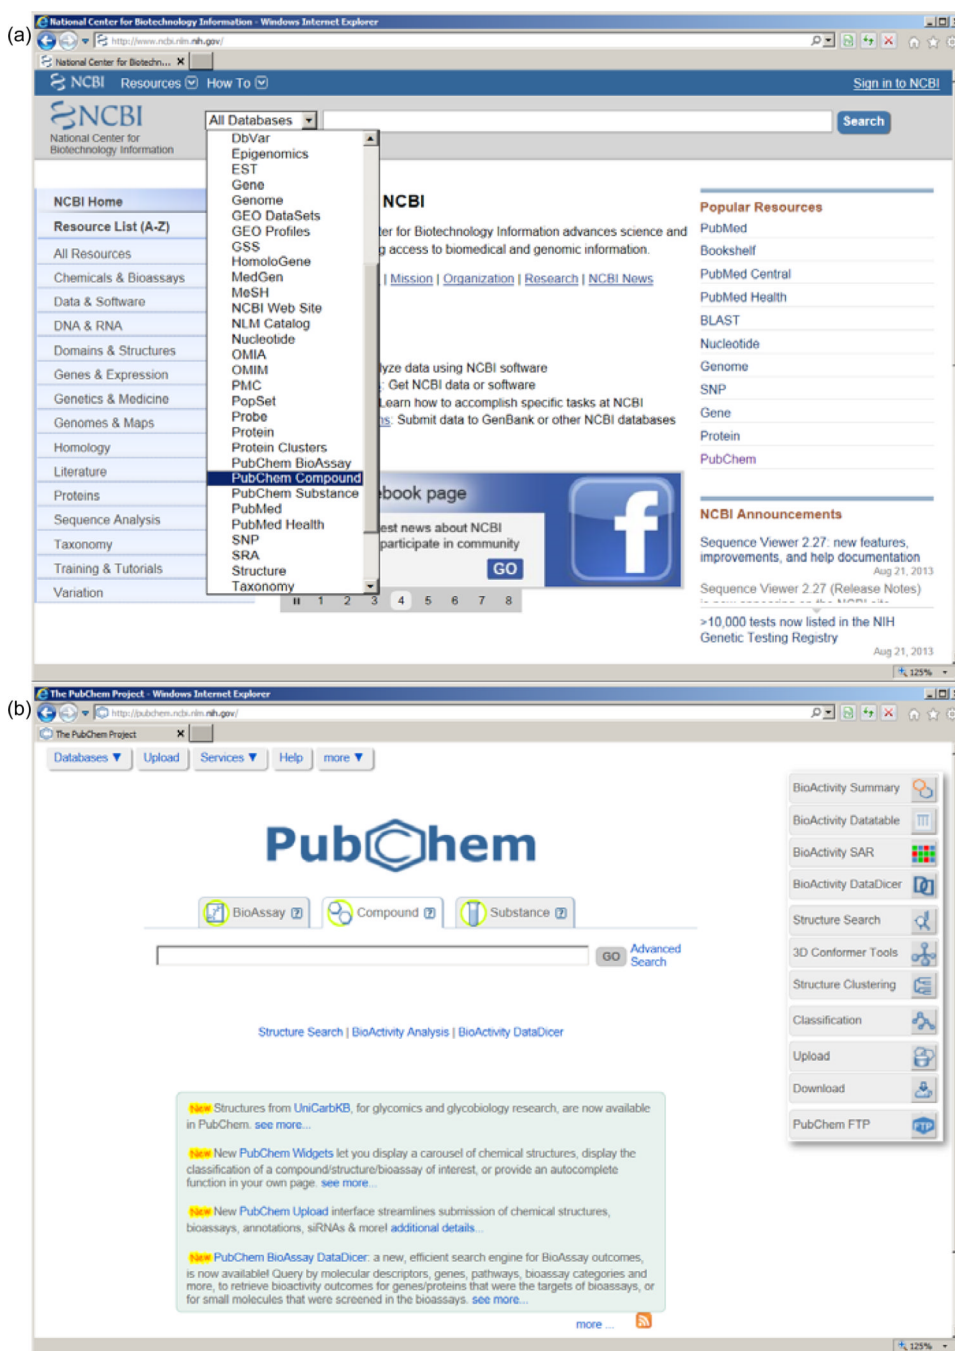 (a)
National Center for Biotechnology Information - Windows Internet Explorer
http://www.ncbi.nlm.nih.gov/
National Center for Biotechn...
NCBI Resources How To Sign in to NCBI
NCBI
National Center for
Biotechnology Information
All Databases Search
DbVar
Epigenomics
EST
Gene
Genome
GEO DataSets
GEO Profiles
GSS
HomoloGene
MedGen
MeSH
NCBI Web Site
NLM Catalog
Nucleotide
OMIA
OMIM
PMC
PopSet
Probe
Protein
Protein Clusters
PubChem BioAssay
PubChem Compound
PubChem Substance
PubMed
PubMed Health
SNP
SRA
Structure
Taxonomy
NCBI Home
Resource List (A-Z)
All Resources
Chemicals & Bioassays
Data & Software
DNA & RNA
Domains & Structures
Genes & Expression
Genetics & Medicine
Genomes & Maps
Homology
Literature
Proteins
Sequence Analysis
Taxonomy
Training & Tutorials
Variation
NCBI
ter for Biotechnology Information advances science and
g access to biomedical and genomic information.
| Mission | Organization | Research | NCBI News
lyze data using NCBI software
: Get NCBI data or software
Learn how to accomplish specific tasks at NCBI
ns: Submit data to GenBank or other NCBI databases
ebook page
test news about NCBI
participate in community
GO
f
1 2 3 4 5 6 7 8
Popular Resources
PubMed
Bookshelf
PubMed Central
PubMed Health
BLAST
Nucleotide
Genome
SNP
Gene
Protein
PubChem
NCBI Announcements
Sequence Viewer 2.27: new features,
improvements, and help documentation
Aug 21, 2013
Sequence Viewer 2.27 (Release Notes)
>10,000 tests now listed in the NIH
Genetic Testing Registry
Aug 21, 2013
125%
(b)
The PubChem Project - Windows Internet Explorer
http://pubchem.ncbi.nlm.nih.gov/
The PubChem Project
Databases Upload Services Help more
PubChem
BioAssay ? Compound ? Substance ?
GO Advanced
Search
Structure Search | BioActivity Analysis | BioActivity DataDicer
New Structures from UniCarbKB, for glycomics and glycobiology research, are now available
in PubChem. see more...
New New PubChem Widgets let you display a carousel of chemical structures, display the
classification of a compound/structure/bioassay of interest, or provide an autocomplete
function in your own page. see more...
New New PubChem Upload interface streamlines submission of chemical structures,
bioassays, annotations, siRNAs & more! additional details...
New PubChem BioAssay DataDicer: a new, efficient search engine for BioAssay outcomes,
is now available! Query by molecular descriptors, genes, pathways, bioassay categories and
more, to retrieve bioactivity outcomes for genes/proteins that were the targets of bioassays, or
for small molecules that were screened in the bioassays. see more...
more ...
BioActivity Summary
BioActivity Datatable
BioActivity SAR
BioActivity DataDicer
Structure Search
3D Conformer Tools
Structure Clustering
Classification
Upload
Download
PubChem FTP
FTP
125%